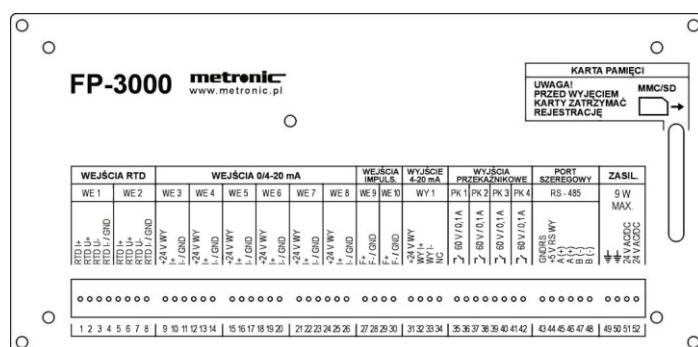 FP-3000
metronic
www.metronic.pl
KARTA PAMIĘCI
UWAGA!
PRZED WYJĘCIEM
KARTY ZATRZYMAĆ
REJESTRACJĘ
MMC/SD
WEJŚCIA RTD
WEJŚCIA 0/4-20 mA
WEJŚCIA
IMPULS.
WYJŚCIE
4-20 mA
WYJŚCIA
PRZEKAŹNIKOWE
PORT
SZEREGOWY
ZASIL.
WE 1 WE 2 WE 3 WE 4 WE 5 WE 6 WE 7 WE 8 WE 9 WE 10 WY 1 PK 1 PK 2 PK 3 PK 4 RS - 485
9 W
MAX.
RTD I+
RTD U+
RTD U-
RTD I- / GND
RTD I+
RTD U+
RTD U-
RTD I- / GND
+24 V WY
I+
I- / GND
+24 V WY
I+
I- / GND
+24 V WY
I+
I- / GND
+24 V WY
I+
I- / GND
+24 V WY
I+
I- / GND
+24 V WY
I+
I- / GND
F+
F- / GND
F+
F- / GND
+24 V WY
WY I+
WY I-
NC
60 V / 0,1A
60 V / 0,1A
60 V / 0,1A
60 V / 0,1A
GNDRS
+5 V RS WY
A (+)
A (+)
B (-)
B (-)
24 V ACDC
24 V ACDC
1 2 3 4 5 6 7 8 9 10 11 12 13 14 15 16 17 18 19 20 21 22 23 24 25 26 27 28 29 30 31 32 33 34 35 36 37 38 39 40 41 42 43 44 45 46 47 48 49 50 51 52